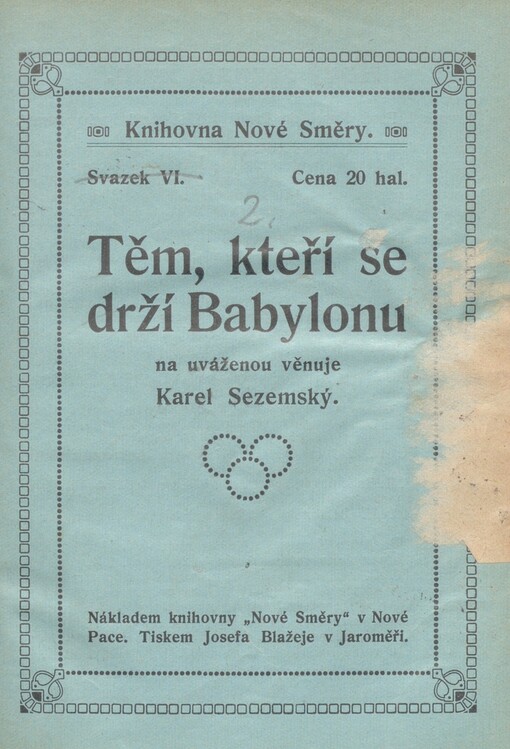 Knihovna Nové Směry.
Svazek VI. Cena 20 hal.
2.
Těm, kteří se
drží Babylonu
na uváženou věnuje
Karel Sezemský.
Nákladem knihovny „Nové Směry“ v Nové
Pace. Tiskem Josefa Blažeje v Jaroměři.